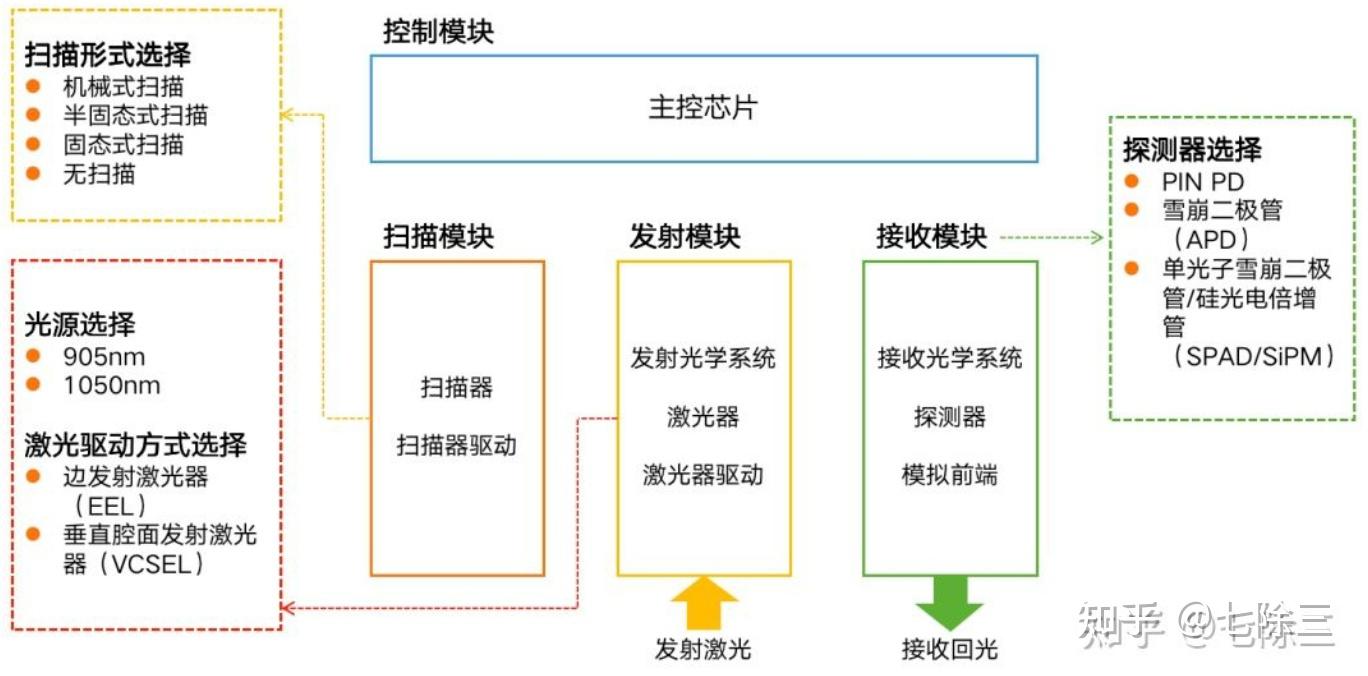 控制模块
主控芯片
扫描形式选择
机械式扫描
半固态式扫描
固态式扫描
无扫描
光源选择
905nm
1050nm
激光驱动方式选择
边发射激光器
（EEL）
垂直腔面发射激光
器（VCSEL）
扫描模块
扫描器
扫描器驱动
发射模块
发射光学系统
激光器
激光器驱动
发射激光
接收模块
接收光学系统
探测器
模拟前端
接收回光
探测器选择
PIN PD
雪崩二极管
（APD）
单光子雪崩二极
管/硅光电倍增
管
（SPAD/SiPM）
知乎 @七除三